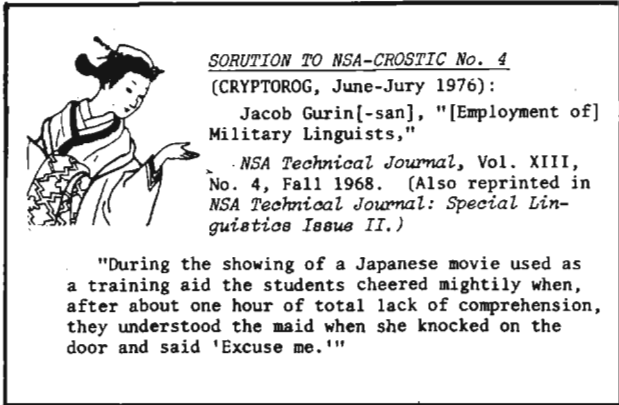 SORUTION TO NSA-CROSTIC No. 4
(CRYPTOROG, June-Jury 1976):
Jacob Gurin[-san], "[Employment of]
Military Linguists,"
NSA Technical Journal, Vol. XIII,
No. 4, Fall 1968. (Also reprinted in
NSA Technical Journal: Special Lin-
guistics Issue II.)
"During the showing of a Japanese movie used as
a training aid the students cheered mightily when,
after about one hour of total lack of comprehension,
they understood the maid when she knocked on the
door and said 'Excuse me.'"